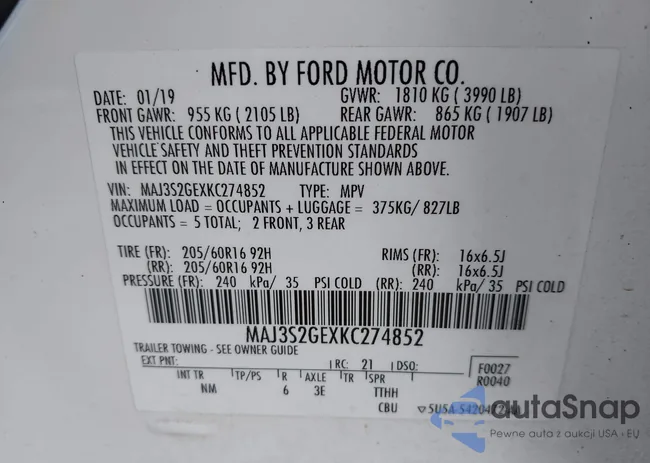 MFD. BY FORD MOTOR CO.
DATE: 01/19 GVWR: 1810 KG ( 3990 LB)
FRONT GAWR: 955 KG ( 2105 LB) REAR GAWR: 865 KG ( 1907 LB)
THIS VEHICLE CONFORMS TO ALL APPLICABLE FEDERAL MOTOR
VEHICLE SAFETY AND THEFT PREVENTION STANDARDS
IN EFFECT ON THE DATE OF MANUFACTURE SHOWN ABOVE.
VIN: MAJ3S2GEXKC274852 TYPE: MPV
MAXIMUM LOAD = OCCUPANTS + LUGGAGE = 375KG/ 827LB
OCCUPANTS = 5 TOTAL; 2 FRONT, 3 REAR
TIRE (FR): 205/60R16 92H RIMS (FR): 16x6.5J
(RR): 205/60R16 92H (RR): 16x6.5J
PRESSURE (FR): 240 kPa/ 35 PSI COLD (RR): 240 kPa/ 35 PSI COLD
MAJ3S2GEXKC274852
TRAILER TOWING - SEE OWNER GUIDE
EXT PNT: RC: 21 DSO: F0027
INT TR TP/PS R AXLE TR SPR R0040
NM 6 3E TTHH
CBU
autoSnap
Pewne auta z aukcji USA i EU